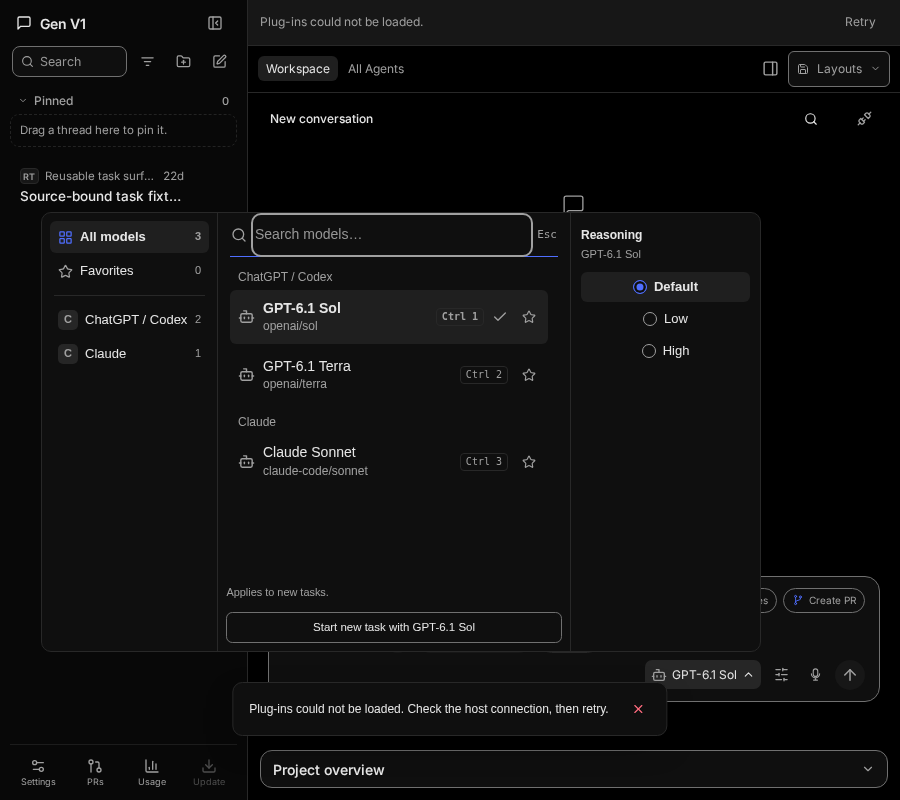 Gen V1
Search
Pinned
0
Drag a thread here to pin it.
RT
Reusable task surf... 22d
Source-bound task fixt...
Plug-ins could not be loaded.
Retry
Workspace
All Agents
Layouts
New conversation
All models
3
Favorites
0
C
ChatGPT / Codex
2
C
Claude
1
Search models…
Esc
ChatGPT / Codex
GPT-6.1 Sol
openai/sol
Ctrl 1
GPT-6.1 Terra
openai/terra
Ctrl 2
Claude
Claude Sonnet
claude-code/sonnet
Ctrl 3
Applies to new tasks.
Start new task with GPT-6.1 Sol
Reasoning
GPT-6.1 Sol
Default
Low
High
Create PR
GPT-6.1 Sol
Plug-ins could not be loaded. Check the host connection, then retry.
Project overview
Settings
PRs
Usage
Update